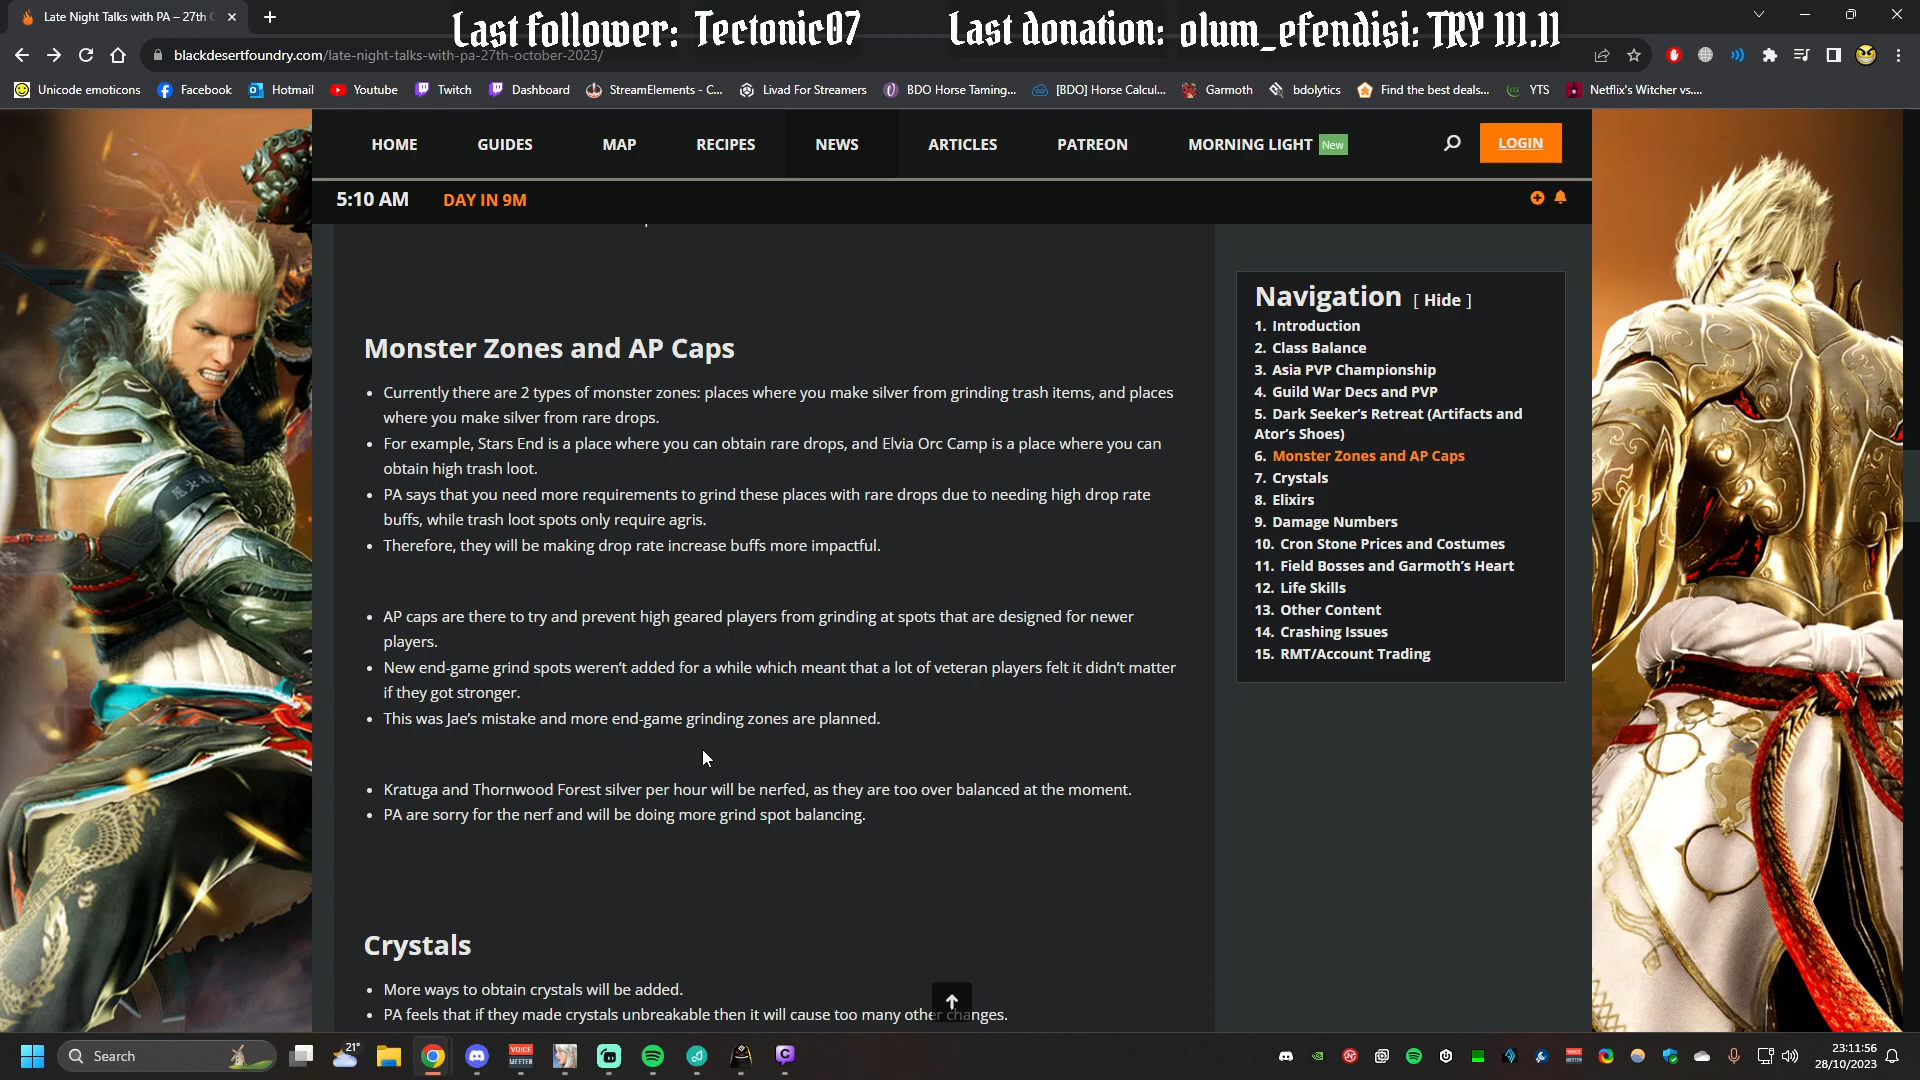 Late Night Talks with PA – 27th
Last follower: Tectonic07
Last donation: olum_efendisi: TRY 111.11
blackdesertfoundry.com/late-night-talks-with-pa-27th-october-2023/
Unicode emoticons
Facebook
Hotmail
Youtube
Twitch
Dashboard
StreamElements - C...
Livad For Streamers
BDO Horse Taming...
[BDO] Horse Calcul...
Garmoth
bdolytics
Find the best deals...
YTS
Netflix's Witcher vs....
HOME
GUIDES
MAP
RECIPES
NEWS
ARTICLES
PATREON
MORNING LIGHT New
LOGIN
5:10 AM
DAY IN 9M
Monster Zones and AP Caps
• Currently there are 2 types of monster zones: places where you make silver from grinding trash items, and places
where you make silver from rare drops.
• For example, Stars End is a place where you can obtain rare drops, and Elvia Orc Camp is a place where you can
obtain high trash loot.
• PA says that you need more requirements to grind these places with rare drops due to needing high drop rate
buffs, while trash loot spots only require agris.
• Therefore, they will be making drop rate increase buffs more impactful.
• AP caps are there to try and prevent high geared players from grinding at spots that are designed for newer
players.
• New end-game grind spots weren’t added for a while which meant that a lot of veteran players felt it didn’t matter
if they got stronger.
• This was Jae’s mistake and more end-game grinding zones are planned.
• Kratuga and Thornwood Forest silver per hour will be nerfed, as they are too over balanced at the moment.
• PA are sorry for the nerf and will be doing more grind spot balancing.
Crystals
• More ways to obtain crystals will be added.
• PA feels that if they made crystals unbreakable then it will cause too many other changes.
Navigation [ Hide ]
1. Introduction
2. Class Balance
3. Asia PVP Championship
4. Guild War Decs and PVP
5. Dark Seeker’s Retreat (Artifacts and
Ator’s Shoes)
6. Monster Zones and AP Caps
7. Crystals
8. Elixirs
9. Damage Numbers
10. Cron Stone Prices and Costumes
11. Field Bosses and Garmoth’s Heart
12. Life Skills
13. Other Content
14. Crashing Issues
15. RMT/Account Trading
Search
21°
VOICE
MEETER
23:11:56
28/10/2023